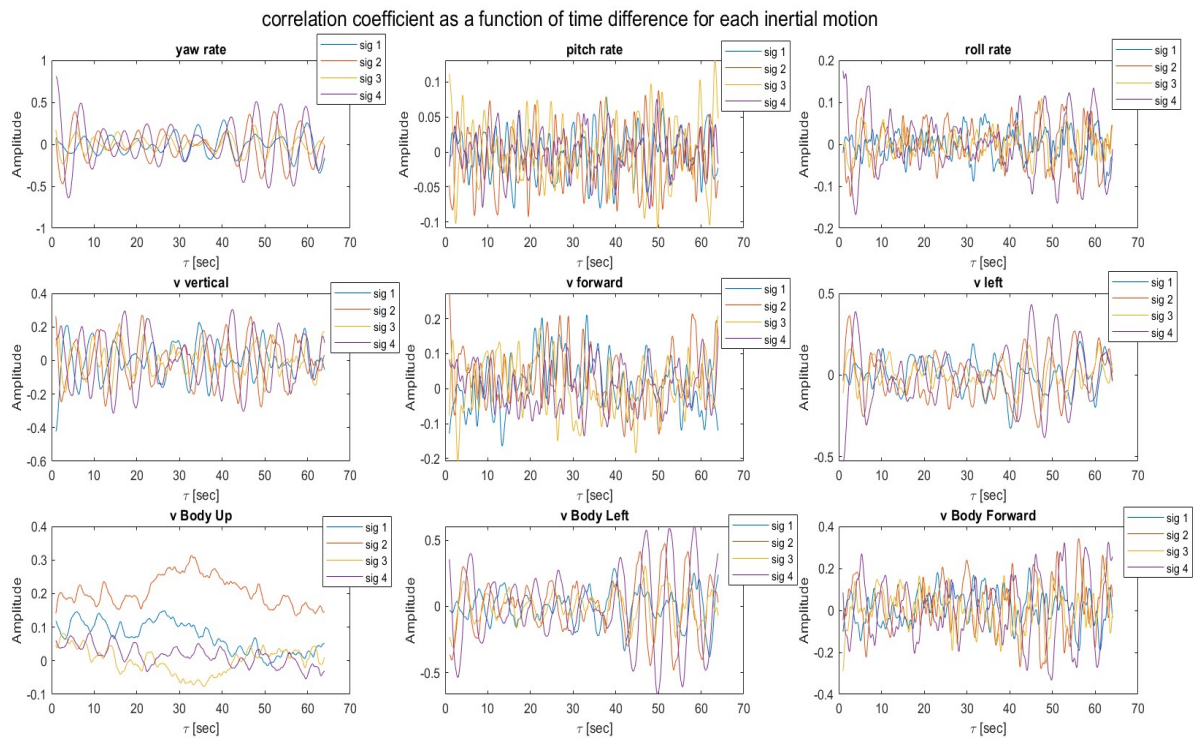 correlation coefficient as a function of time difference for each inertial motion
yaw rate
sig 1
sig 2
sig 3
sig 4
1
0.5
0
-0.5
-1
Amplitude
0 10 20 30 40 50 60 70
τ [sec]
pitch rate
sig 1
sig 2
sig 3
sig 4
0.1
0.05
0
-0.05
-0.1
Amplitude
0 10 20 30 40 50 60 70
τ [sec]
roll rate
sig 1
sig 2
sig 3
sig 4
0.2
0.1
0
-0.1
-0.2
Amplitude
0 10 20 30 40 50 60 70
τ [sec]
v vertical
sig 1
sig 2
sig 3
sig 4
0.4
0.2
0
-0.2
-0.4
-0.6
Amplitude
0 10 20 30 40 50 60 70
τ [sec]
v forward
sig 1
sig 2
sig 3
sig 4
0.2
0.1
0
-0.1
-0.2
Amplitude
0 10 20 30 40 50 60 70
τ [sec]
v left
sig 1
sig 2
sig 3
sig 4
0.5
0
-0.5
Amplitude
0 10 20 30 40 50 60 70
τ [sec]
v Body Up
sig 1
sig 2
sig 3
sig 4
0.4
0.3
0.2
0.1
0
-0.1
Amplitude
0 10 20 30 40 50 60 70
τ [sec]
v Body Left
sig 1
sig 2
sig 3
sig 4
0.5
0
-0.5
Amplitude
0 10 20 30 40 50 60 70
τ [sec]
v Body Forward
sig 1
sig 2
sig 3
sig 4
0.4
0.2
0
-0.2
-0.4
Amplitude
0 10 20 30 40 50 60 70
τ [sec]